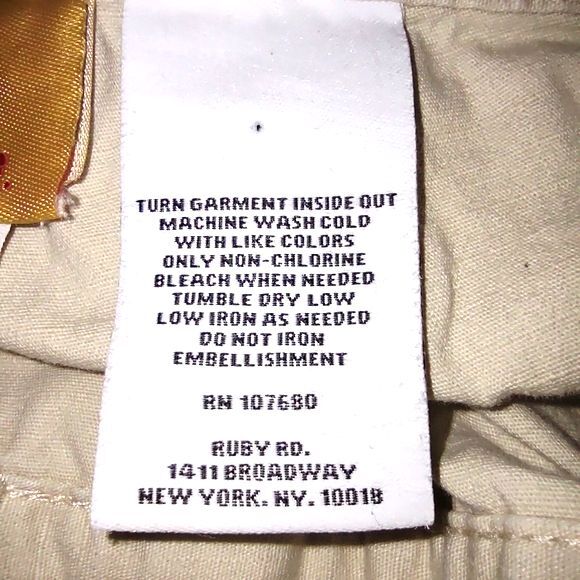 TURN GARMENT INSIDE OUT
MACHINE WASH COLD
WITH LIKE COLORS
ONLY NON-CHLORINE
BLEACH WHEN NEEDED
TUMBLE DRY LOW
LOW IRON AS NEEDED
DO NOT IRON
EMBELLISHMENT
RN 107680
RUBY RD.
1411 BROADWAY
NEW YORK. NY. 10018